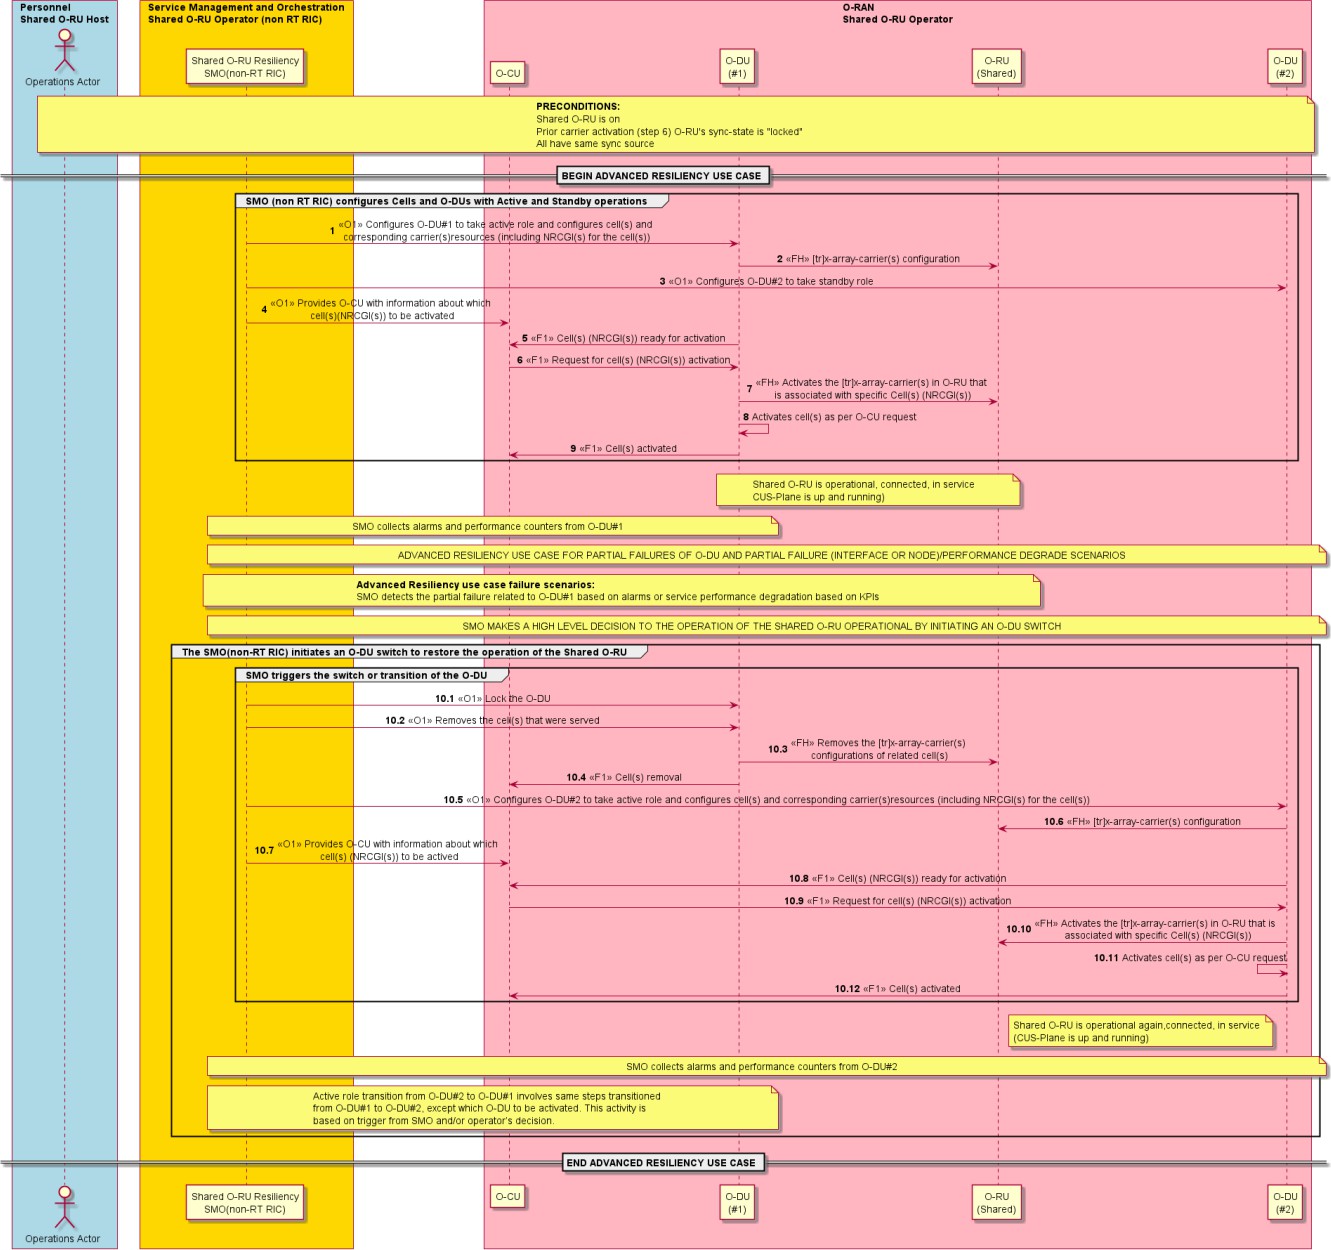 Personnel
Shared O-RU Host
Service Management and Orchestration
Shared O-RU Operator (non RT RIC)
O-RAN
Shared O-RU Operator
Operations Actor
Shared O-RU Resiliency
SMO(non-RT RIC)
O-CU
O-DU
(#1)
O-RU
(Shared)
O-DU
(#2)
PRECONDITIONS:
Shared O-RU is on
Prior carrier activation (step 6) O-RU's sync-state is "locked"
All have same sync source
BEGIN ADVANCED RESILIENCY USE CASE
SMO (non RT RIC) configures Cells and O-DUs with Active and Standby operations
1 «O1» Configures O-DU#1 to take active role and configures cell(s) and
corresponding carrier(s)resources (including NRCGI(s) for the cell(s))
2 «FH» [tr]x-array-carrier(s) configuration
3 «O1» Configures O-DU#2 to take standby role
4 «O1» Provides O-CU with information about which
cell(s)(NRCGI(s)) to be activated
5 «F1» Cell(s) (NRCGI(s)) ready for activation
6 «F1» Request for cell(s) (NRCGI(s)) activation
7 «FH» Activates the [tr]x-array-carrier(s) in O-RU that
is associated with specific Cell(s) (NRCGI(s))
8 Activates cell(s) as per O-CU request
9 «F1» Cell(s) activated
Shared O-RU is operational, connected, in service
CUS-Plane is up and running)
SMO collects alarms and performance counters from O-DU#1
ADVANCED RESILIENCY USE CASE FOR PARTIAL FAILURES OF O-DU AND PARTIAL FAILURE (INTERFACE OR NODE)/PERFORMANCE DEGRADE SCENARIOS
Advanced Resiliency use case failure scenarios:
SMO detects the partial failure related to O-DU#1 based on alarms or service performance degradation based on KPIs
SMO MAKES A HIGH LEVEL DECISION TO THE OPERATION OF THE SHARED O-RU OPERATIONAL BY INITIATING AN O-DU SWITCH
The SMO(non-RT RIC) initiates an O-DU switch to restore the operation of the Shared O-RU
SMO triggers the switch or transition of the O-DU
10.1 «O1» Lock the O-DU
10.2 «O1» Removes the cell(s) that were served
10.3 «FH» Removes the [tr]x-array-carrier(s)
configurations of related cell(s)
10.4 «F1» Cell(s) removal
10.5 «O1» Configures O-DU#2 to take active role and configures cell(s) and corresponding carrier(s)resources (including NRCGI(s) for the cell(s))
10.6 «FH» [tr]x-array-carrier(s) configuration
10.7 «O1» Provides O-CU with information about which
cell(s) (NRCGI(s)) to be actived
10.8 «F1» Cell(s) (NRCGI(s)) ready for activation
10.9 «F1» Request for cell(s) (NRCGI(s)) activation
10.10 «FH» Activates the [tr]x-array-carrier(s) in O-RU that is
associated with specific Cell(s) (NRCGI(s))
10.11 Activates cell(s) as per O-CU request
10.12 «F1» Cell(s) activated
Shared O-RU is operational again,connected, in service
(CUS-Plane is up and running)
SMO collects alarms and performance counters from O-DU#2
Active role transition from O-DU#2 to O-DU#1 involves same steps transitioned
from O-DU#1 to O-DU#2, except which O-DU to be activated. This activity is
based on trigger from SMO and/or operator's decision.
END ADVANCED RESILIENCY USE CASE
Operations Actor
Shared O-RU Resiliency
SMO(non-RT RIC)
O-CU
O-DU
(#1)
O-RU
(Shared)
O-DU
(#2)